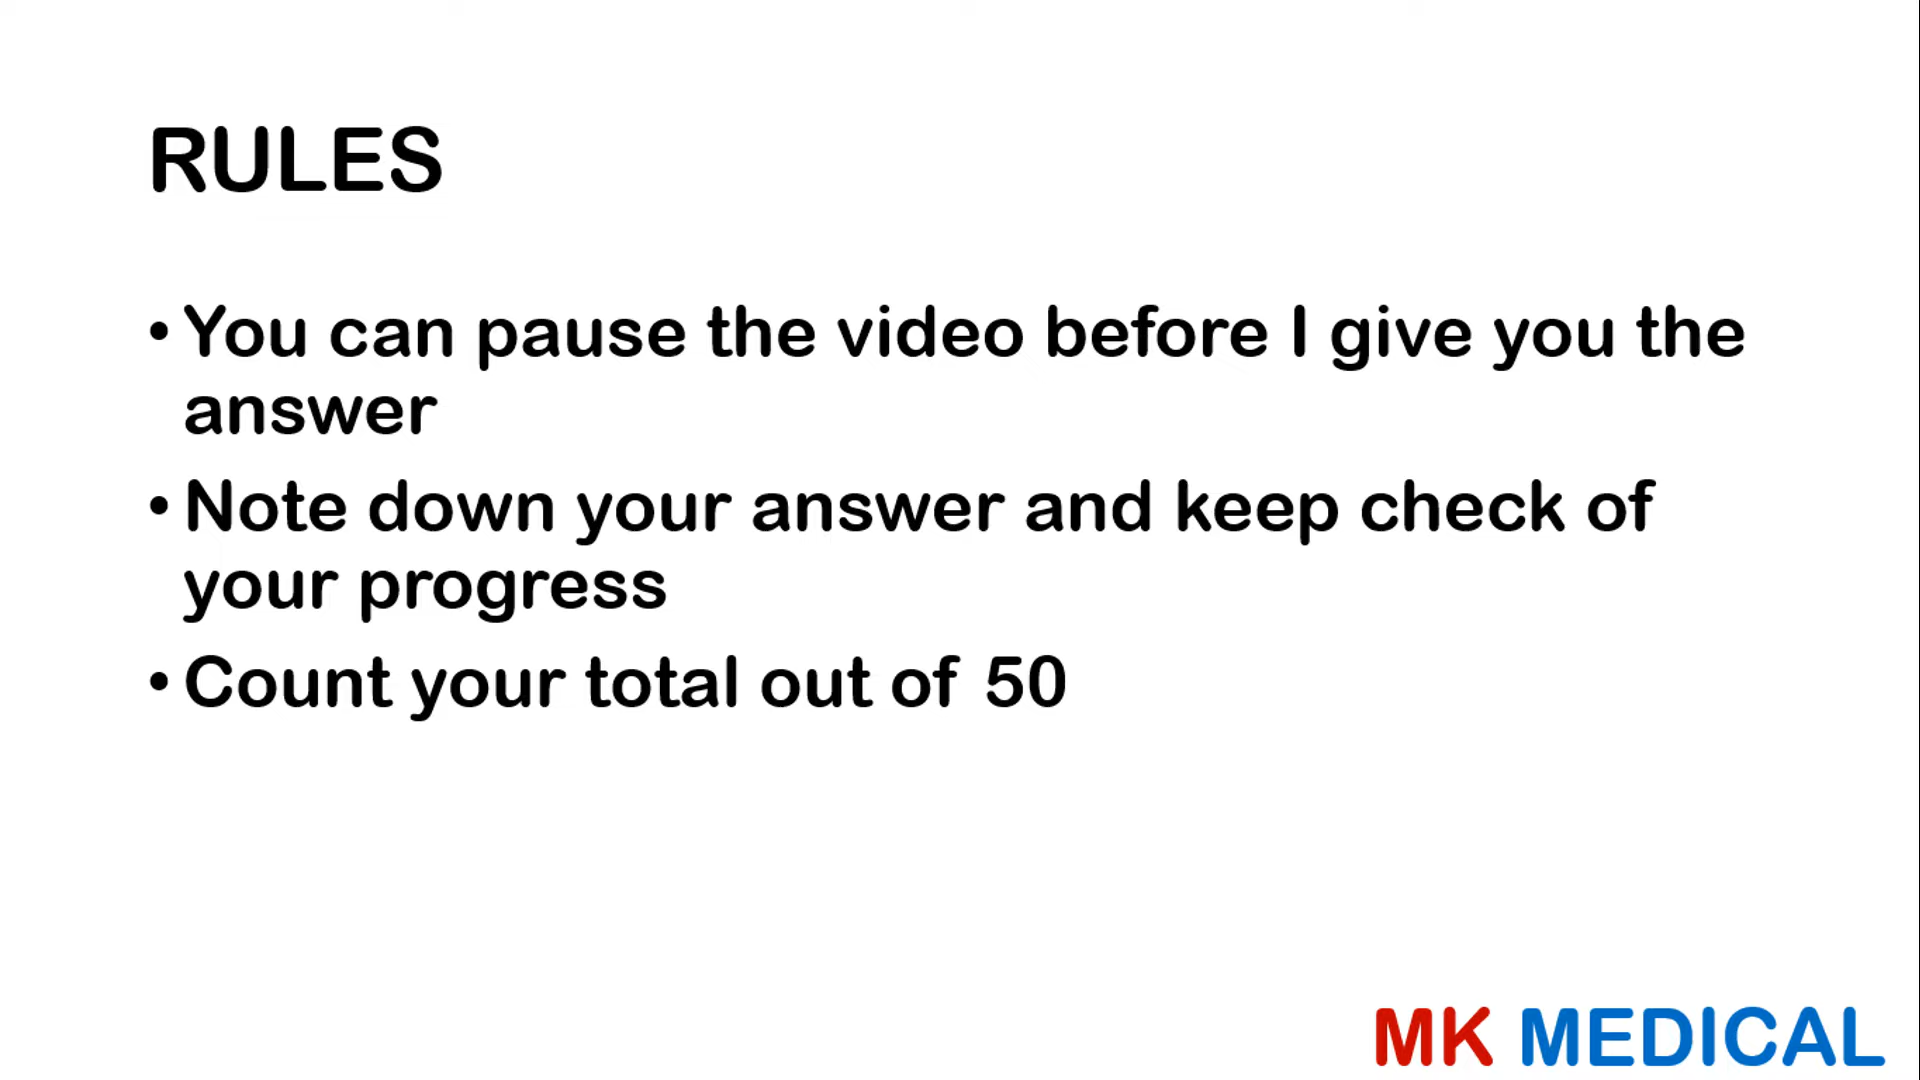 RULES
• You can pause the video before I give you the
answer
• Note down your answer and keep check of
your progress
• Count your total out of 50
MK MEDICAL